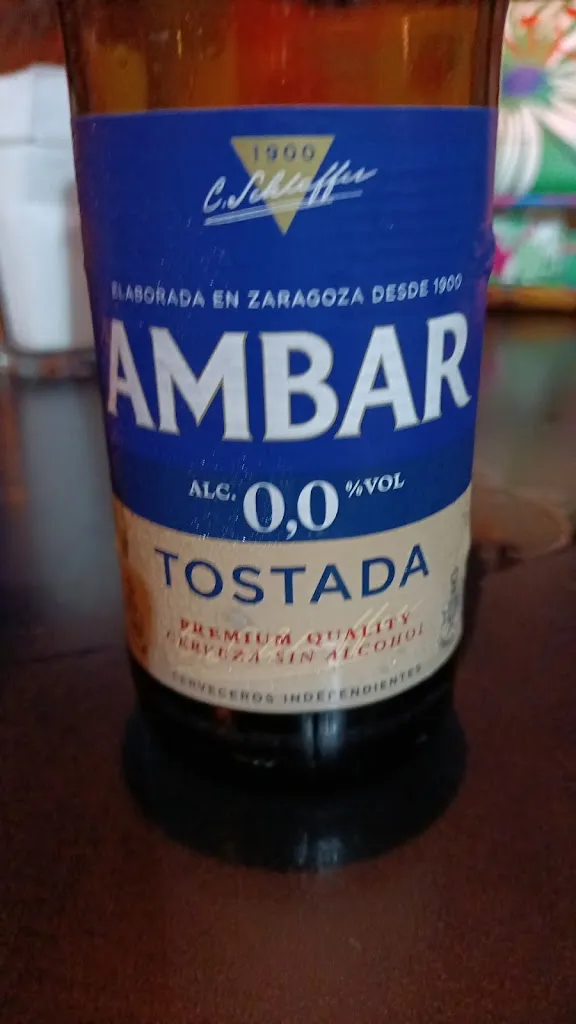 1900
C. Schlaffer
ELABORADA EN ZARAGOZA DESDE 1900
AMBAR
ALC. 0,0 %VOL
TOSTADA
PREMIUM QUALITY
CERVEZA SIN ALCOHOL
CERVECEROS INDEPENDIENTES